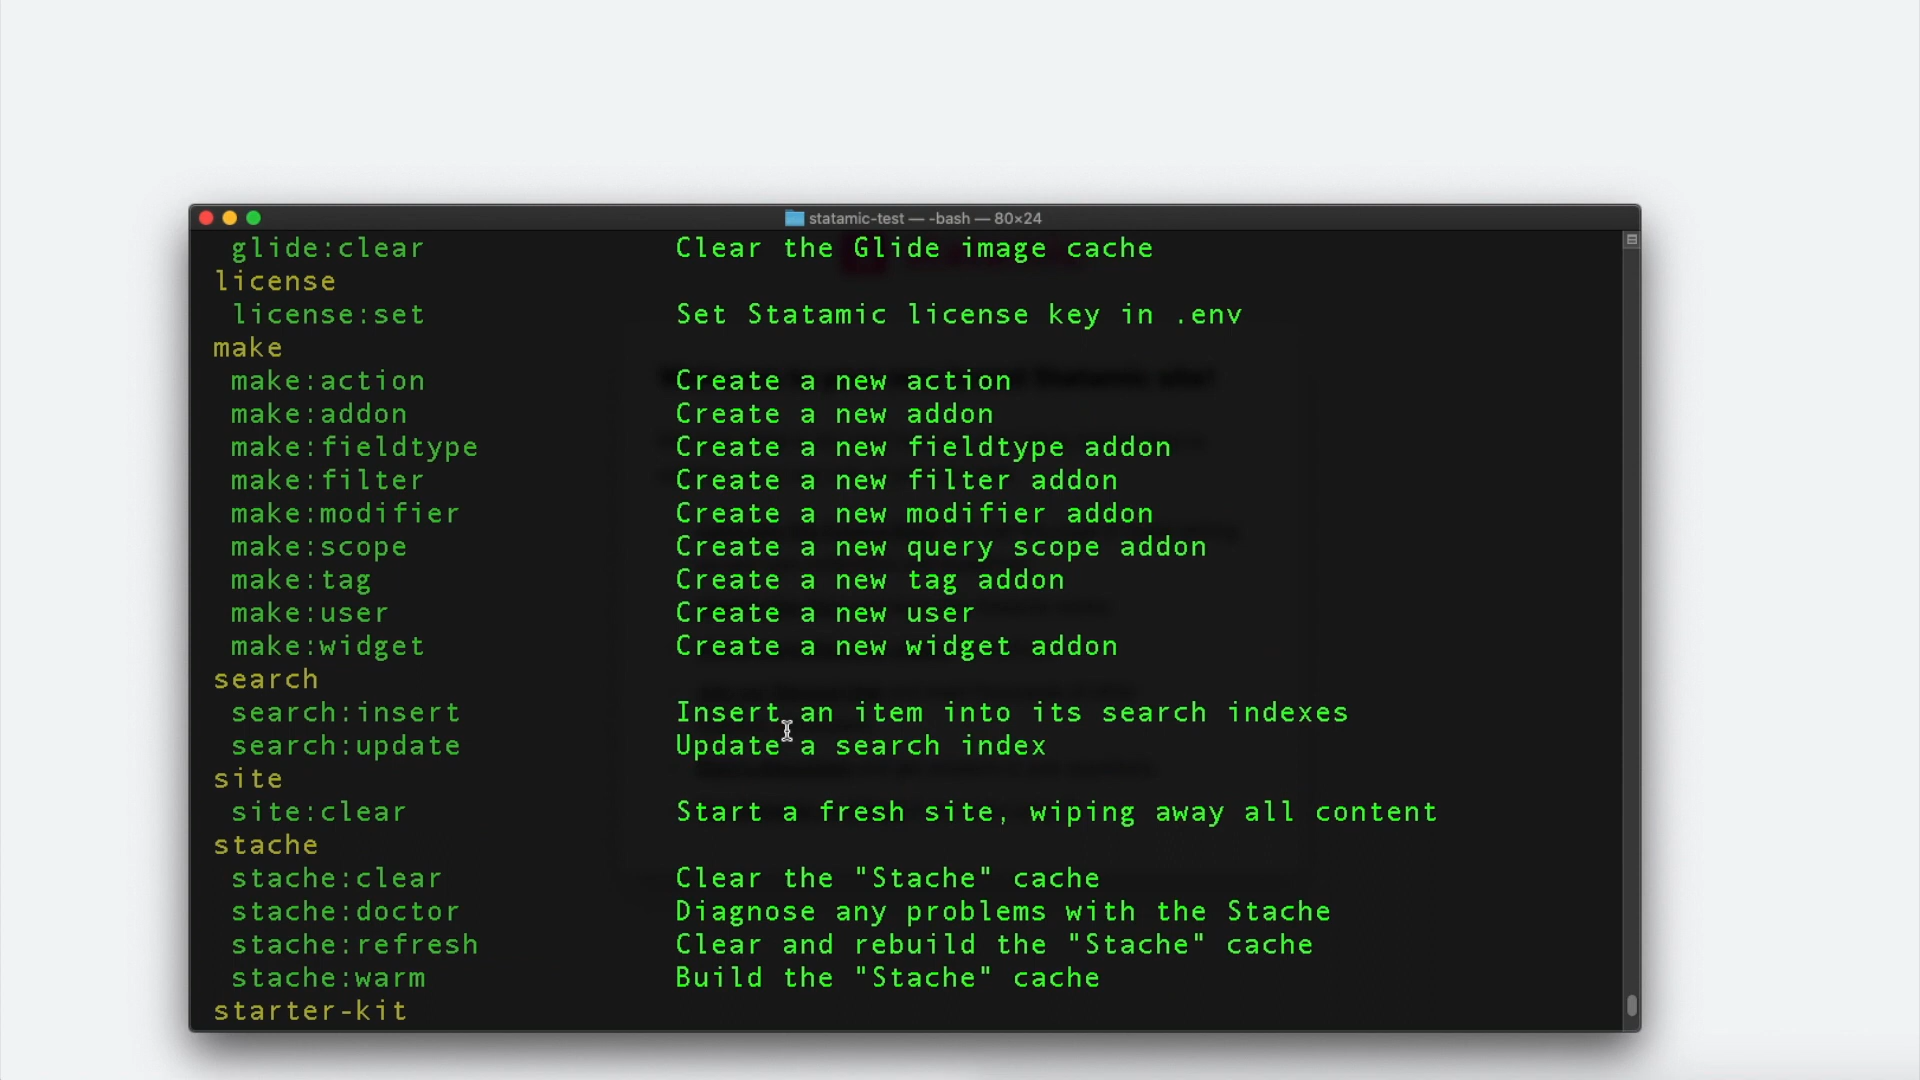 statamic-test — -bash — 80×24
glide:clear Clear the Glide image cache
license
license:set Set Statamic license key in .env
make
make:action Create a new action
make:addon Create a new addon
make:fieldtype Create a new fieldtype addon
make:filter Create a new filter addon
make:modifier Create a new modifier addon
make:scope Create a new query scope addon
make:tag Create a new tag addon
make:user Create a new user
make:widget Create a new widget addon
search
search:insert Insert an item into its search indexes
search:update Update a search index
site
site:clear Start a fresh site, wiping away all content
stache
stache:clear Clear the "Stache" cache
stache:doctor Diagnose any problems with the Stache
stache:refresh Clear and rebuild the "Stache" cache
stache:warm Build the "Stache" cache
starter-kit